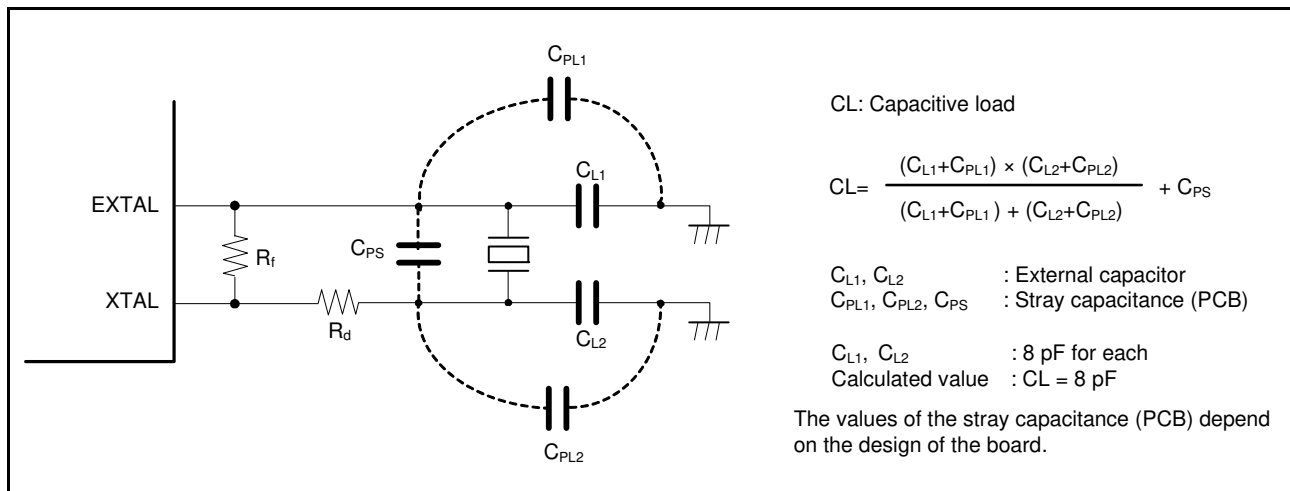 C_PL1
CL: Capacitive load
C_L1
(C_L1+C_PL1) × (C_L2+C_PL2)
CL= + C_PS
(C_L1+C_PL1 ) + (C_L2+C_PL2)
EXTAL
C_PS
R_f
C_L1, C_L2 : External capacitor
XTAL
C_PL1, C_PL2, C_PS : Stray capacitance (PCB)
R_d
C_L2
C_L1, C_L2 : 8 pF for each
Calculated value : CL = 8 pF
The values of the stray capacitance (PCB) depend
on the design of the board.
C_PL2